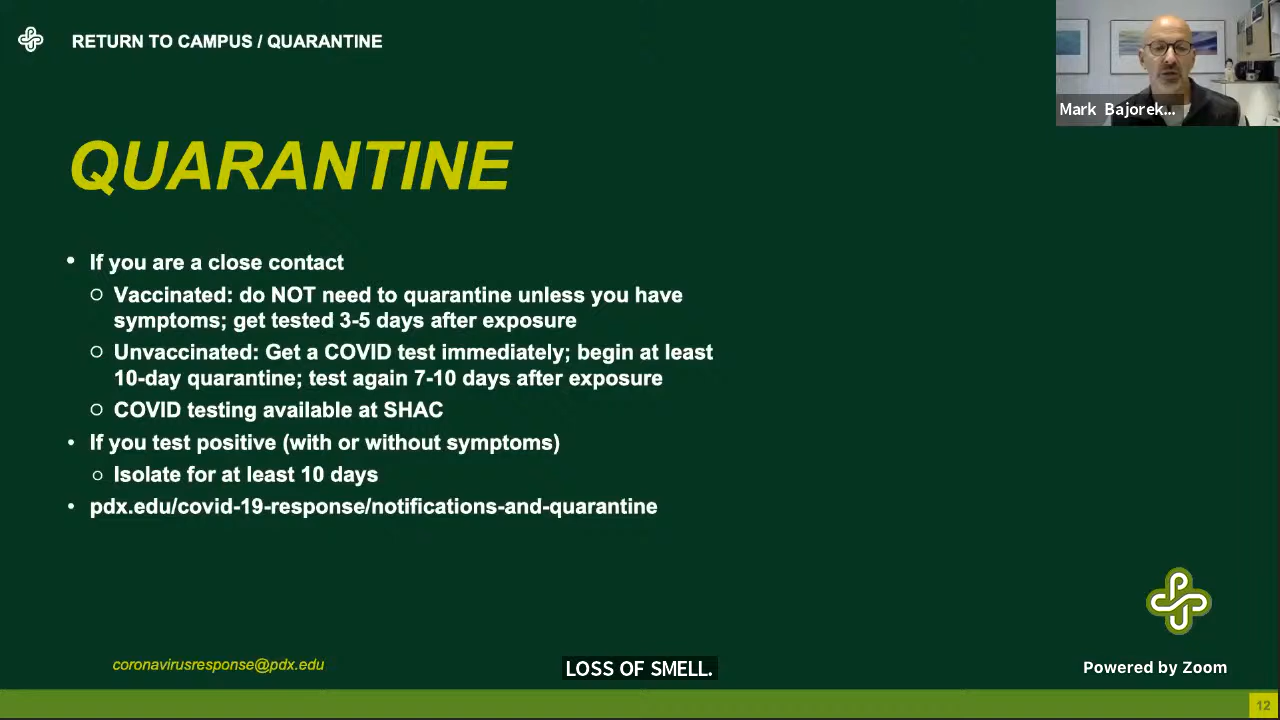 RETURN TO CAMPUS / QUARANTINE
Mark Bajorek...
QUARANTINE
• If you are a close contact
○ Vaccinated: do NOT need to quarantine unless you have
symptoms; get tested 3-5 days after exposure
○ Unvaccinated: Get a COVID test immediately; begin at least
10-day quarantine; test again 7-10 days after exposure
○ COVID testing available at SHAC
• If you test positive (with or without symptoms)
○ Isolate for at least 10 days
• pdx.edu/covid-19-response/notifications-and-quarantine
PSU
coronavirusresponse@pdx.edu
LOSS OF SMELL.
Powered by Zoom
12